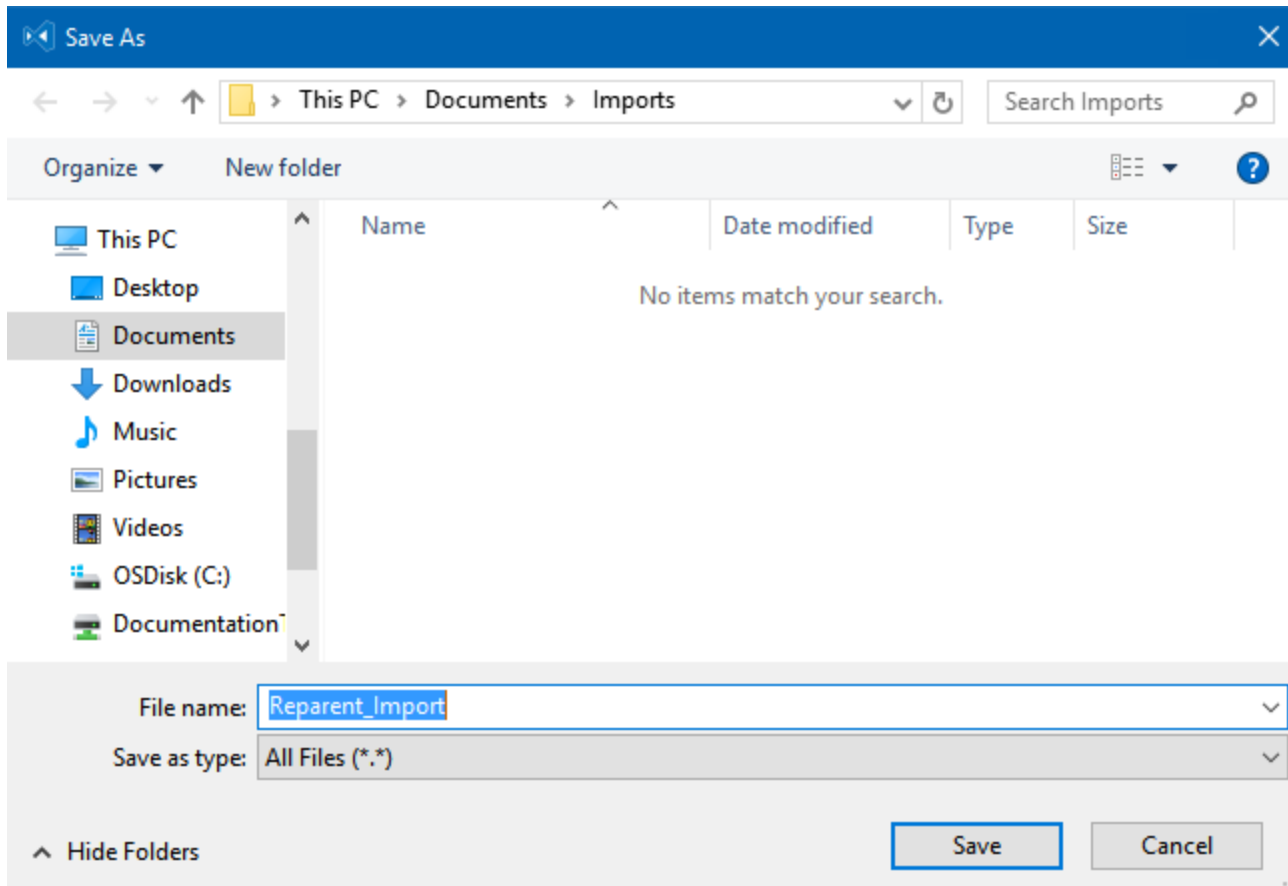 Save As
This PC > Documents > Imports
Search Imports
Organize
New folder
?
Name
Date modified
Type
Size
No items match your search.
This PC
Desktop
Documents
Downloads
Music
Pictures
Videos
OSDisk (C:)
Documentation
File name: Reparent_Import
Save as type: All Files (*.*)
Hide Folders
Save
Cancel